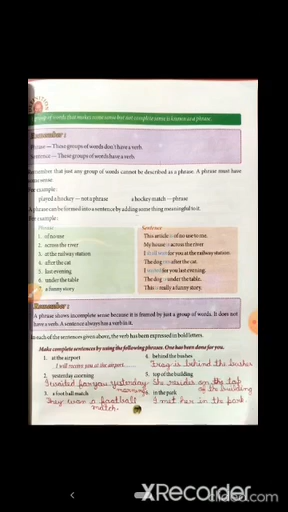 A group of words that makes some sense but not complete sense is known as a phrase.
Remember :
Phrase — These groups of words don't have a verb.
Sentence — These groups of words have a verb.
Remember that just any group of words cannot be described as a phrase. A phrase must have
some sense
For example:
played a hockey — not a phrase a hockey match — phrase
A phrase can be formed into a sentence by adding some thing meaningful to it.
For example:
Phrase Sentence
1. of no use This article is of no use to me.
2. across the river My house is across the river
3. at the railway station for you at the railway station.
4. after the cat The dog ran after the cat.
5. last evening I waited for you last evening.
6. under the table The dog is under the table.
7. a funny story This is really a funny story.
Remember :
A phrase shows incomplete sense because it is framed by just a group of words. It does not
have a verb. A sentence always has a verb in it.
In each of the sentences given above, the verb has been expressed in bold letters.
Make complete sentences by using the following phrases. One has been done for you.
1. at the airport 4. behind the bushes
I will receive you at the airport. Frog is behind the bushes
2. yesterday morning 5. top of the building
I waited for you yesterday morning She on the top of the building
3. a foot ball match 6. in the park
They won a football match. I met her in the park.
XRecorder